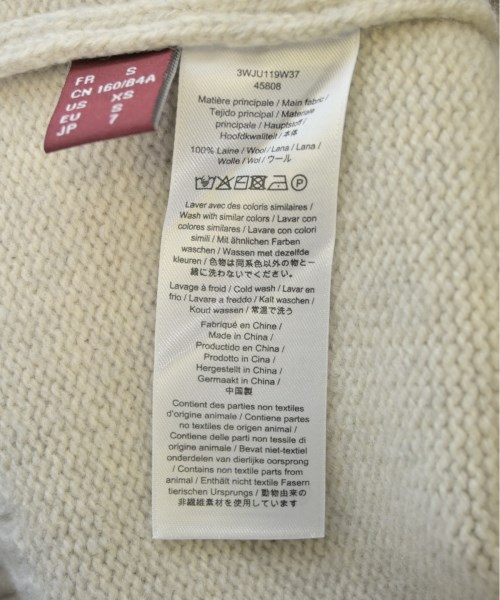 FR S
CN 160/84A
US XS
EU S
JP 7
3WJU119W37
45608
Matière principale / Main fabric /
Tejido principal / Materiale
principale / Hauptstoff /
Hoofdkwaliteit / 本体
100% Laine / Wool / Lana / Lana /
Wolle / Wol / ウール
P
Laver avec des coloris similaires /
Wash with similar colors / Lavar con
colores similares / Lavare con colori
simili / Mit ähnlichen Farben
waschen / Wassen met dezelfde
kleuren / 色物は同系色以外の物と一
緒に洗わないでください。
Lavage à froid / Cold wash / Lavar en
frio / Lavare a freddo / Kalt waschen /
Koud wassen / 常温で洗う
Fabriqué en Chine /
Made in China /
Producido en China /
Prodotto in Cina /
Hergestellt in China /
Germaakt in China /
中国製
Contient des parties non textiles
d'origine animale / Contiene partes
no textiles de origen animal /
Contiene delle parti non tessile di
origine animale / Bevat niet-textiel
onderdelen van dierlijke oorsprong
/ Contains non textile parts from
animal / Enthält nicht textile Fasern
tierischen Ursprungs / 動物由来の
非繊維部材を使用しています